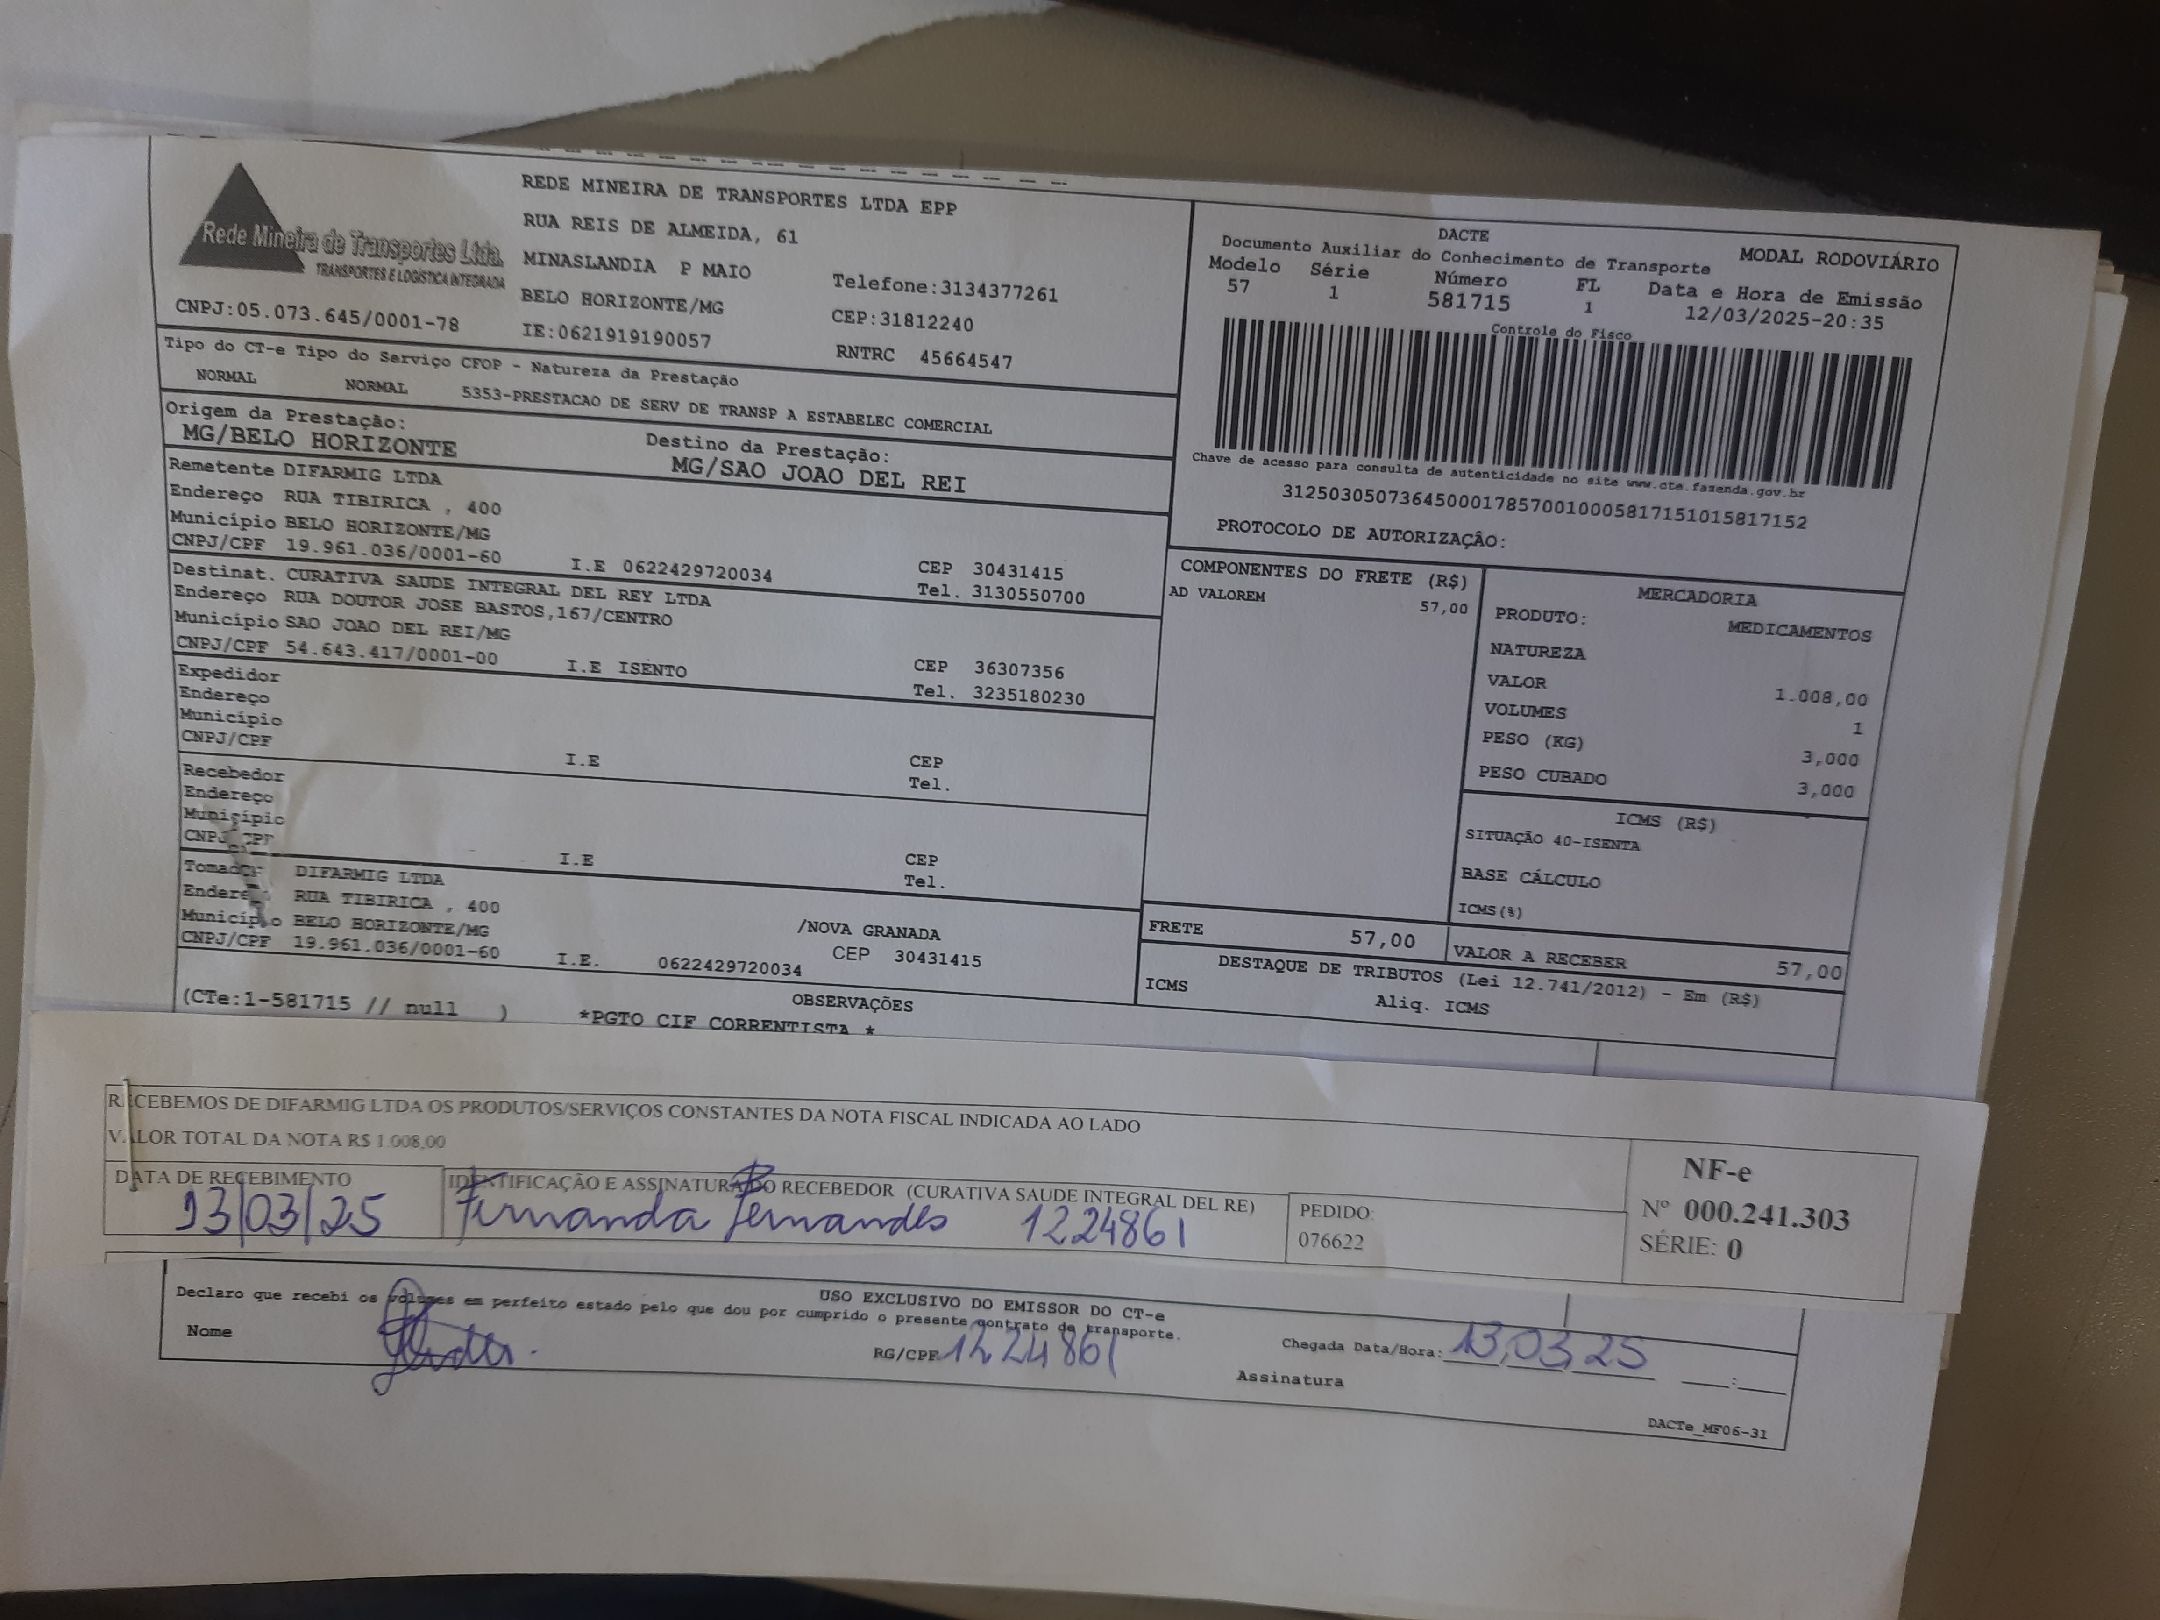 Rede Mineira de Transportes Ltda.
TRANSPORTES E LOGÍSTICA INTEGRADA
CNPJ:05.073.645/0001-78
REDE MINEIRA DE TRANSPORTES LTDA EPP
RUA REIS DE ALMEIDA, 61
MINASLANDIA P MAIO Telefone:3134377261
BELO HORIZONTE/MG CEP:31812240
IE:0621919190057 RNTRC 45664547
DACTE MODAL RODOVIÁRIO
Documento Auxiliar do Conhecimento de Transporte
Modelo Série Número FL Data e Hora de Emissão
57 1 581715 1 12/03/2025-20:35
Controle do Fisco
Chave de acesso para consulta de autenticidade no site www.cte.fazenda.gov.br
31250305073645000178570010005817151015817152
PROTOCOLO DE AUTORIZAÇÂO:
Tipo do CT-e Tipo do Serviço CFOP - Natureza da Prestação
NORMAL NORMAL 5353-PRESTACAO DE SERV DE TRANSP A ESTABELEC COMERCIAL
Origem da Prestação: Destino da Prestação:
MG/BELO HORIZONTE MG/SAO JOAO DEL REI
Remetente DIFARMIG LTDA
Endereço RUA TIBIRICA , 400
Município BELO HORIZONTE/MG CEP 30431415
CNPJ/CPF 19.961.036/0001-60 I.E 0622429720034 Tel. 3130550700
Destinat. CURATIVA SAUDE INTEGRAL DEL REY LTDA
Endereço RUA DOUTOR JOSE BASTOS,167/CENTRO
Município SAO JOAO DEL REI/MG CEP 36307356
CNPJ/CPF 54.643.417/0001-00 I.E ISENTO Tel. 3235180230
Expedidor
Endereço
Município CEP
CNPJ/CPF I.E Tel.
Recebedor
Endereço
Município CEP
CNPJ/CPF I.E Tel.
Tomador DIFARMIG LTDA
Endereço RUA TIBIRICA , 400 /NOVA GRANADA
Município BELO HORIZONTE/MG CEP 30431415
CNPJ/CPF 19.961.036/0001-60 I.E. 0622429720034
OBSERVAÇÕES
(CTe:1-581715 // null ) *PGTO CIF CORRENTISTA *
COMPONENTES DO FRETE (R$)
AD VALOREM 57,00
MERCADORIA
PRODUTO: MEDICAMENTOS
NATUREZA
VALOR 1.008,00
VOLUMES 1
PESO (KG) 3,000
PESO CUBADO 3,000
ICMS (R$)
SITUAÇÃO 40-ISENTA
BASE CÁLCULO
ICMS(%)
FRETE 57,00 VALOR A RECEBER 57,00
DESTAQUE DE TRIBUTOS (Lei 12.741/2012) - Em (R$)
ICMS Aliq. ICMS
RECEBEMOS DE DIFARMIG LTDA OS PRODUTOS/SERVIÇOS CONSTANTES DA NOTA FISCAL INDICADA AO LADO
VALOR TOTAL DA NOTA R$ 1.008,00
DATA DE RECEBIMENTO
13/03/25
IDENTIFICAÇÃO E ASSINATURA DO RECEBEDOR (CURATIVA SAUDE INTEGRAL DEL RE)
Fernanda Fernandes 1224861
PEDIDO:
076622
NF-e
Nº 000.241.303
SÉRIE: 0
USO EXCLUSIVO DO EMISSOR DO CT-e
Declaro que recebi os volumes em perfeito estado pelo que dou por cumprido o presente contrato de transporte.
Nome RG/CPF 1224861 Chegada Data/Hora: 13,03,25 :
Assinatura
DACTe_MF06-31